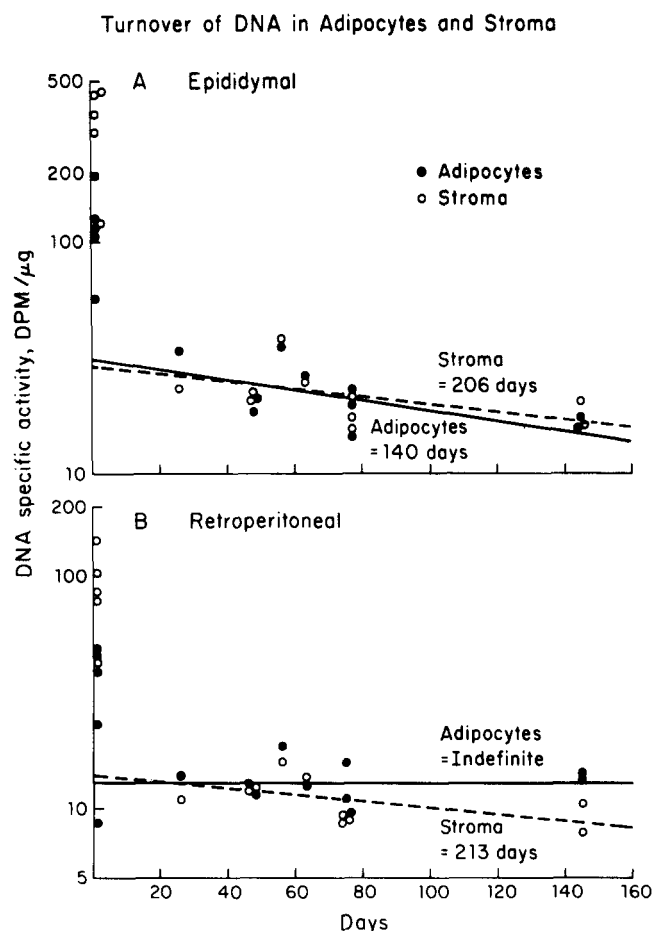 Turnover of DNA in Adipocytes and Stroma
DNA specific activity, DPM/μg
A Epididymal
500
200
100
10
● Adipocytes
○ Stroma
Stroma
= 206 days
Adipocytes
= 140 days
B Retroperitoneal
200
100
10
5
Adipocytes
= Indefinite
Stroma
= 213 days
0 20 40 60 80 100 120 140 160
Days